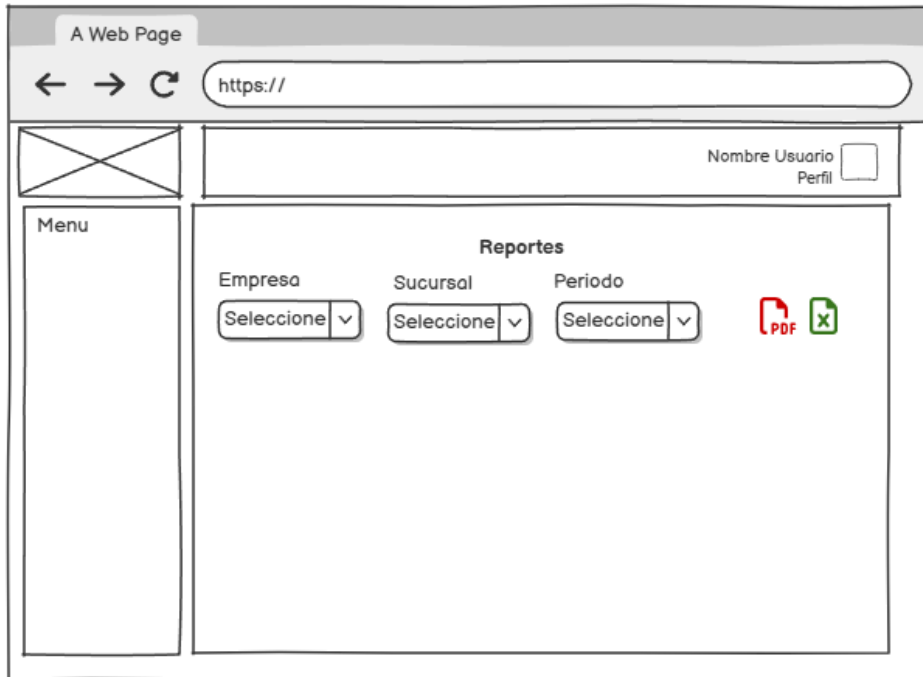 A Web Page
https://
Nombre Usuario
Perfil
Menu
Reportes
Empresa
Sucursal
Periodo
Seleccione
Seleccione
Seleccione
PDF
X